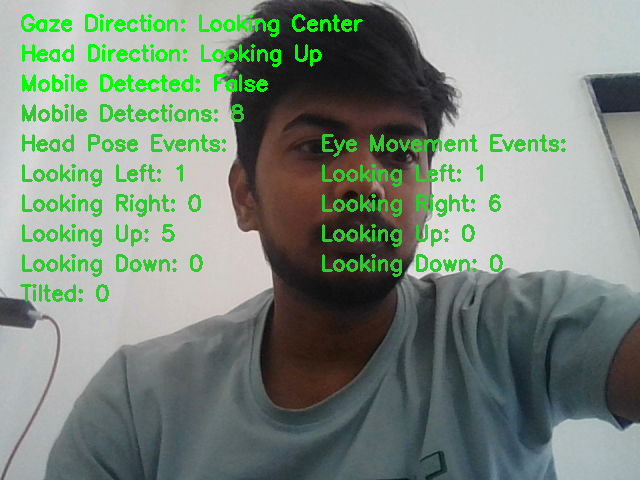 Gaze Direction: Looking Center
Head Direction: Looking Up
Mobile Detected: False
Mobile Detections: 8
Head Pose Events:
Looking Left: 1
Looking Right: 0
Looking Up: 5
Looking Down: 0
Tilted: 0
Eye Movement Events:
Looking Left: 1
Looking Right: 6
Looking Up: 0
Looking Down: 0